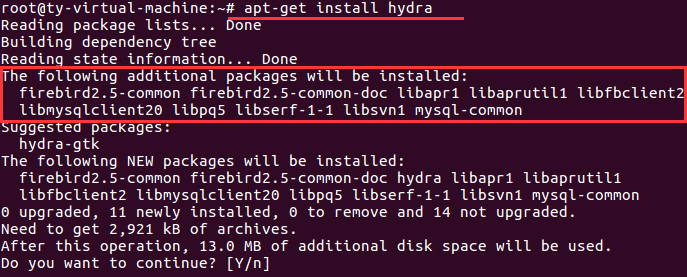 root@ty-virtual-machine:~# apt-get install hydra
Reading package lists... Done
Building dependency tree
Reading state information... Done
The following additional packages will be installed:
firebird2.5-common firebird2.5-common-doc libapr1 libaprutil1 libfbclient2
libmysqlclient20 libpq5 libserf-1-1 libsvn1 mysql-common
Suggested packages:
hydra-gtk
The following NEW packages will be installed:
firebird2.5-common firebird2.5-common-doc hydra libapr1 libaprutil1
libfbclient2 libmysqlclient20 libpq5 libserf-1-1 libsvn1 mysql-common
0 upgraded, 11 newly installed, 0 to remove and 14 not upgraded.
Need to get 2,921 kB of archives.
After this operation, 13.0 MB of additional disk space will be used.
Do you want to continue? [Y/n]